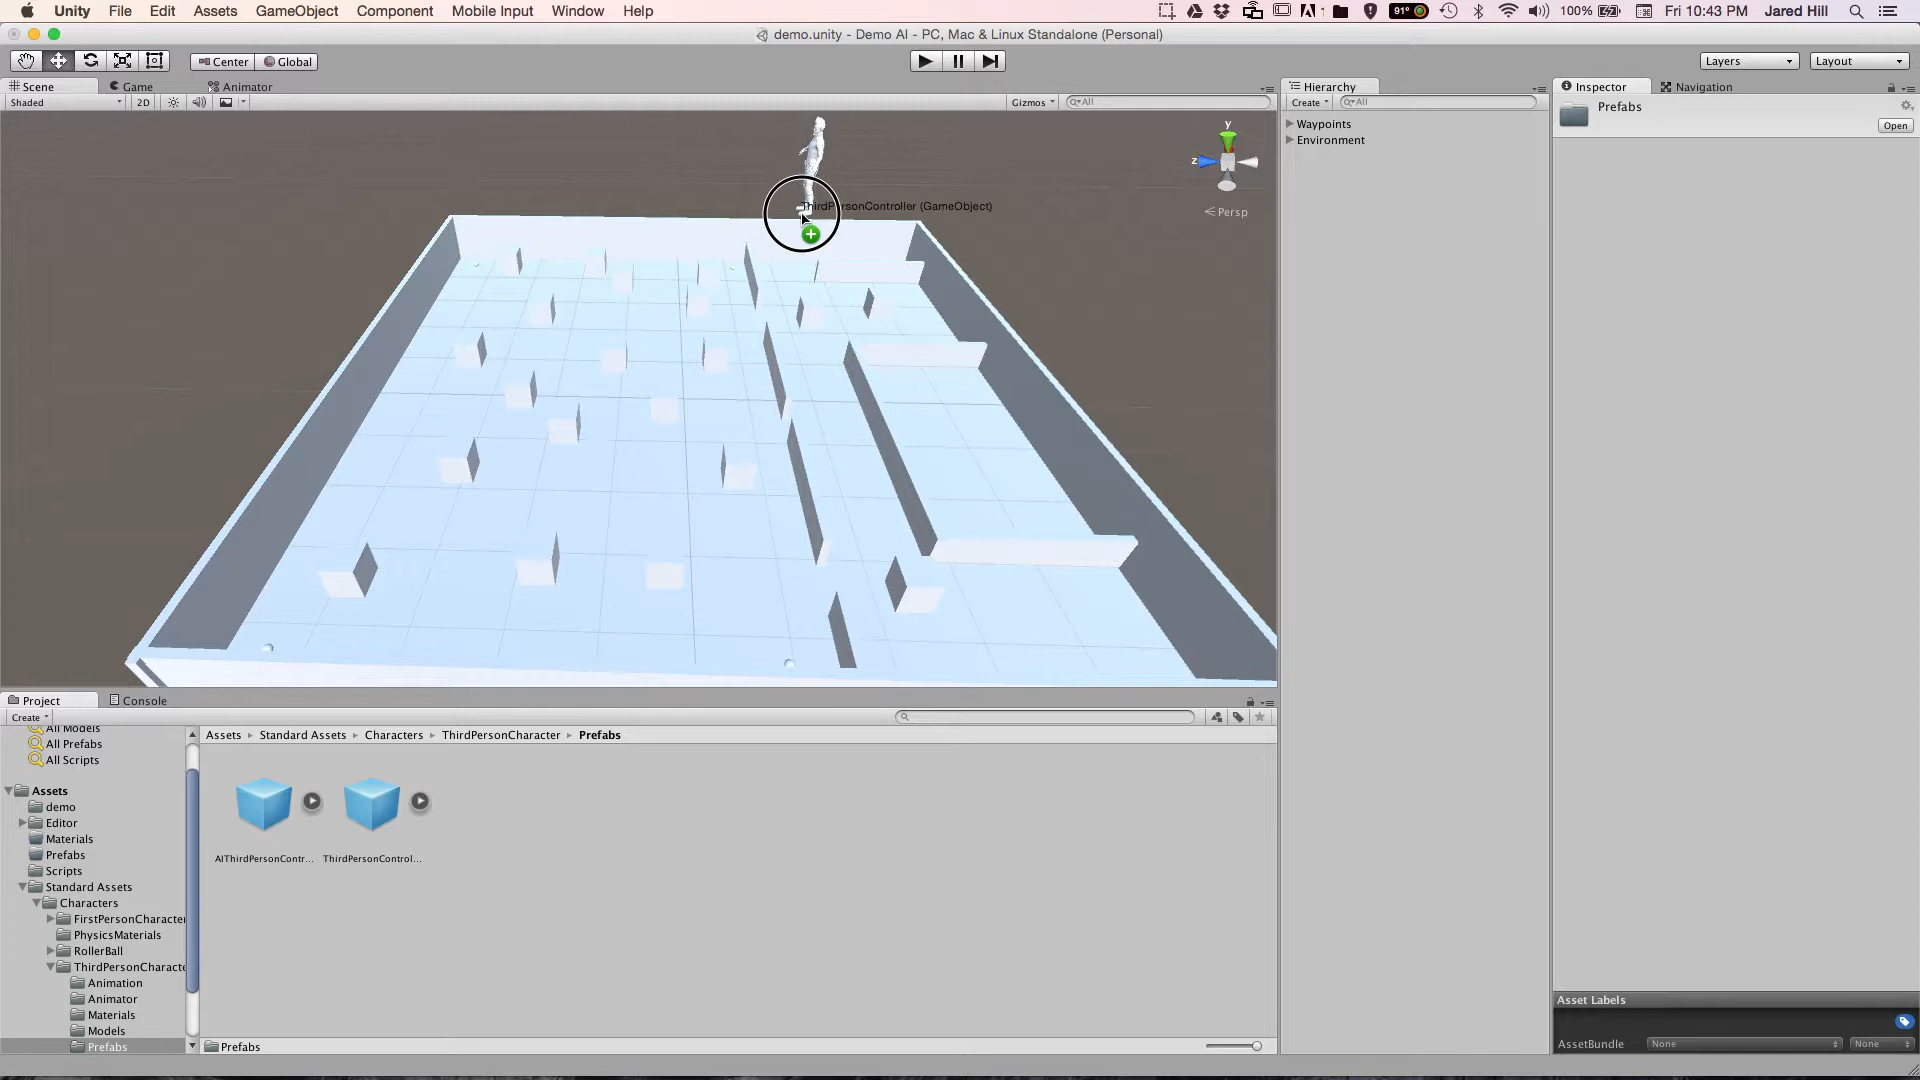 Unity File Edit Assets GameObject Component Mobile Input Window Help 1 91° 100% Fri 10:43 PM Jared Hill
demo.unity - Demo AI - PC, Mac & Linux Standalone (Personal)
Center Global Layers Layout
Scene Game Animator
Shaded 2D Gizmos All
Hierarchy
Create All
Waypoints
Environment
Inspector Navigation
Prefabs
Open
y
z
Persp
ThirdPersonController (GameObject)
Project Console
Create
All Models
All Prefabs
All Scripts
Assets
demo
Editor
Materials
Prefabs
Scripts
Standard Assets
Characters
FirstPersonCharacter
PhysicsMaterials
RollerBall
ThirdPersonCharacte
Animation
Animator
Materials
Models
Prefabs
Assets Standard Assets Characters ThirdPersonCharacter Prefabs
AIThirdPersonContr... ThirdPersonControl...
Prefabs
Asset Labels
AssetBundle None None